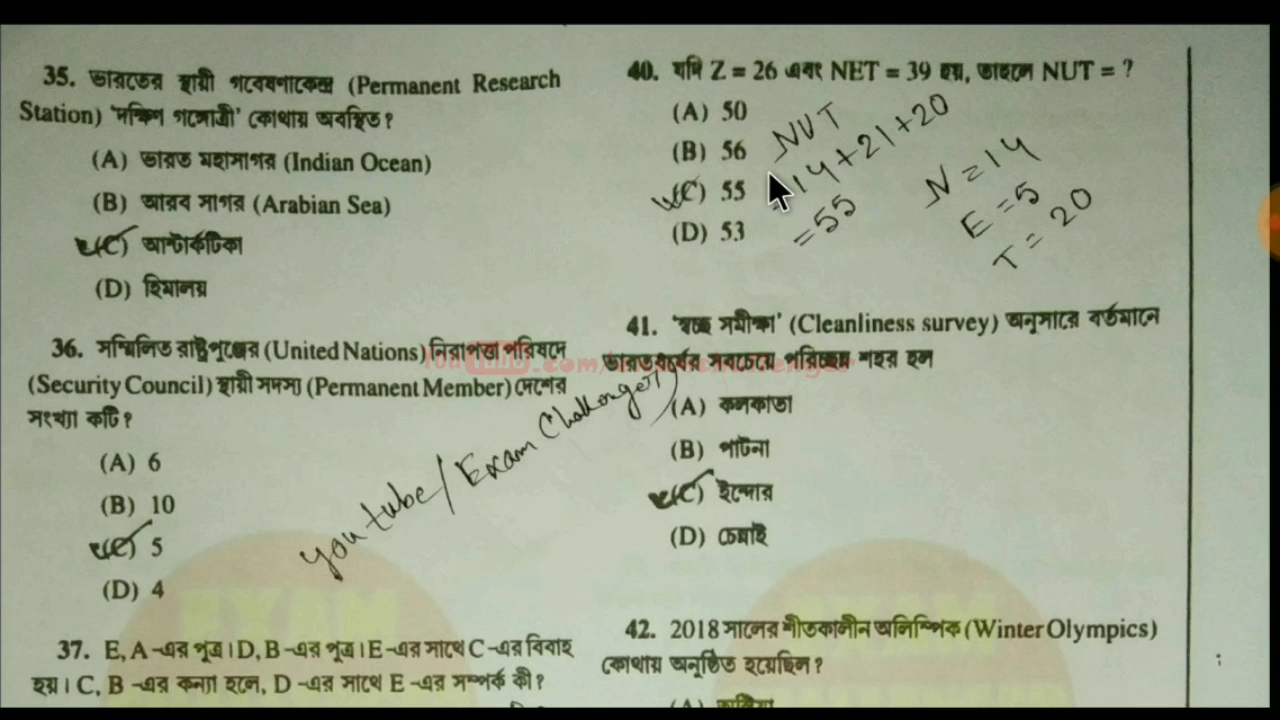 35. ভারতের স্থায়ী গবেষণাকেন্দ্র (Permanent Research
Station) 'দক্ষিণ গঙ্গোত্রী' কোথায় অবস্থিত?
(A) ভারত মহাসাগর (Indian Ocean)
(B) আরব সাগর (Arabian Sea)
(C) আন্টার্কটিকা
(D) হিমালয়
36. সম্মিলিত রাষ্ট্রপুঞ্জের (United Nations) নিরাপত্তা পরিষদে
(Security Council) স্থায়ী সদস্য (Permanent Member) দেশের
সংখ্যা কটি?
(A) 6
(B) 10
(C) 5
(D) 4
youtube/Exam Challenger
37. E, A-এর পুত্র। D, B-এর পুত্র। E-এর সাথে C-এর বিবাহ
হয়। C, B-এর কন্যা হলে, D-এর সাথে E-এর সম্পর্ক কী?
40. যদি Z = 26 এবং NET = 39 হয়, তাহলে NUT = ?
(A) 50
(B) 56
(C) 55
(D) 53
NUT
=14+21+20
=55
N=14
E=5
T=20
41. 'স্বচ্ছ সমীক্ষা' (Cleanliness survey) অনুসারে বর্তমানে
ভারতবর্ষের সবচেয়ে পরিচ্ছন্ন শহর হল
(A) কলকাতা
(B) পাটনা
(C) ইন্দোর
(D) চেন্নাই
42. 2018 সালের শীতকালীন অলিম্পিক (Winter Olympics)
কোথায় অনুষ্ঠিত হয়েছিল?